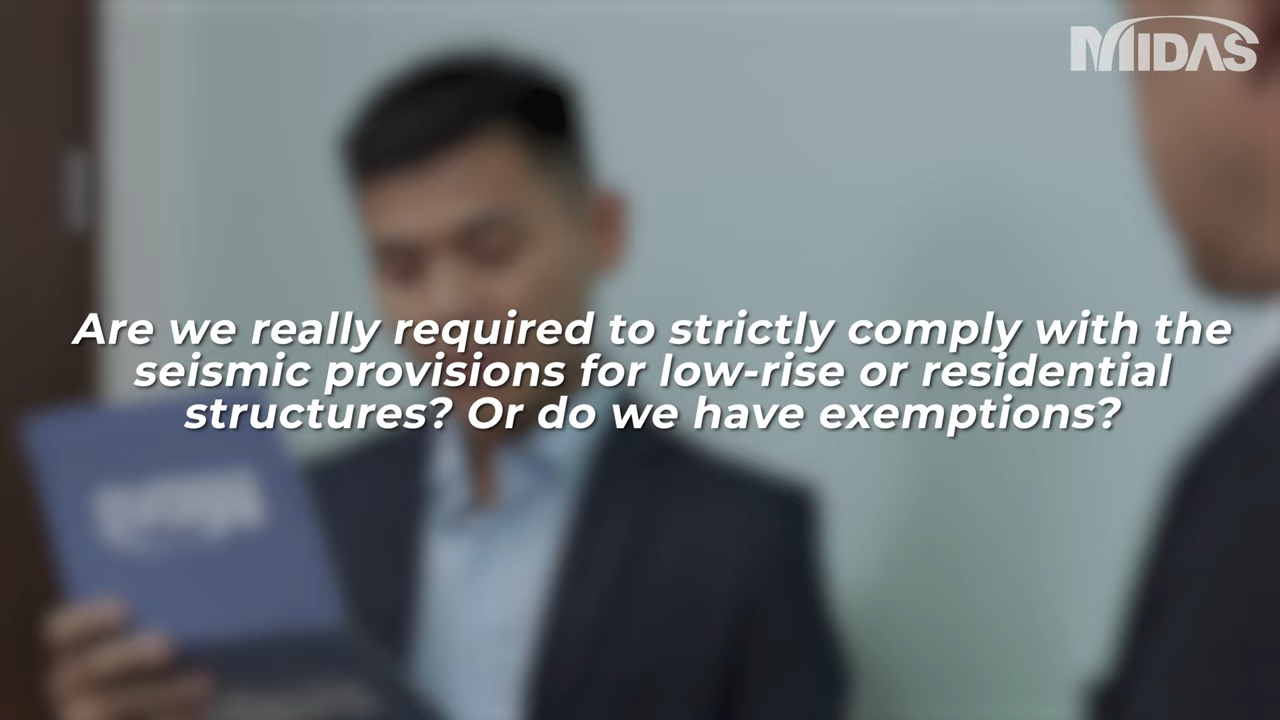 MIDAS
Are we really required to strictly comply with the
seismic provisions for low-rise or residential
structures? Or do we have exemptions?